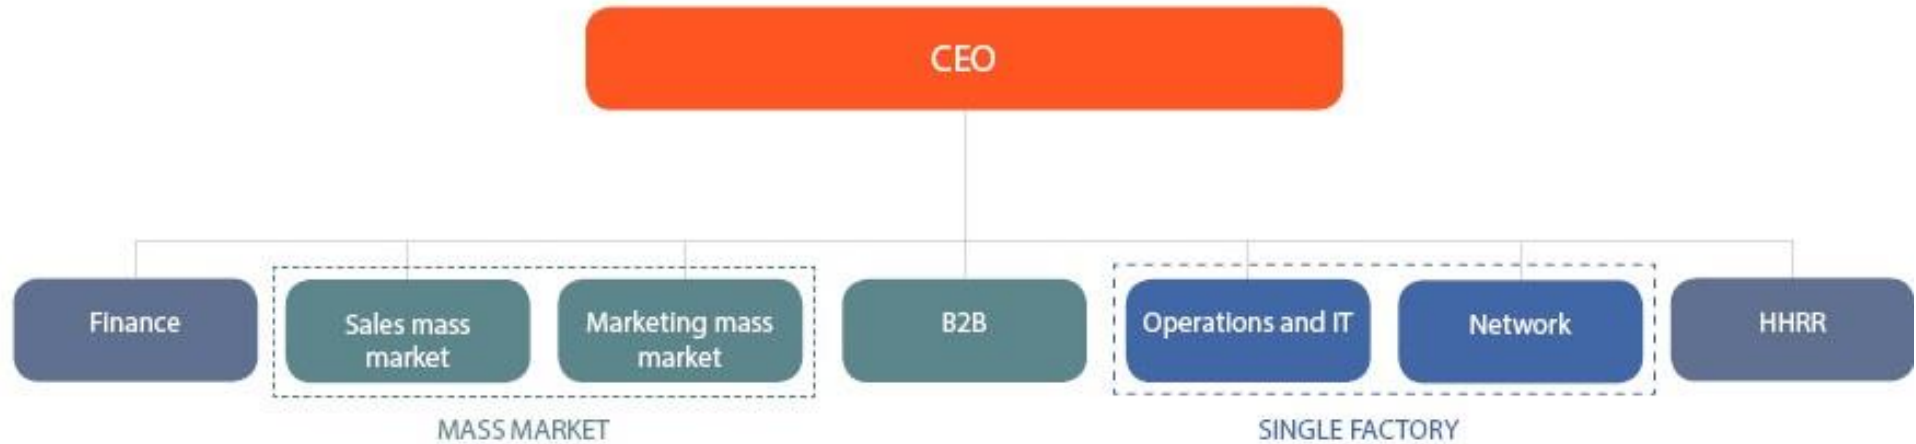 CEO
Finance
Sales mass
market
Marketing mass
market
B2B
Operations and IT
Network
HHRR
MASS MARKET
SINGLE FACTORY